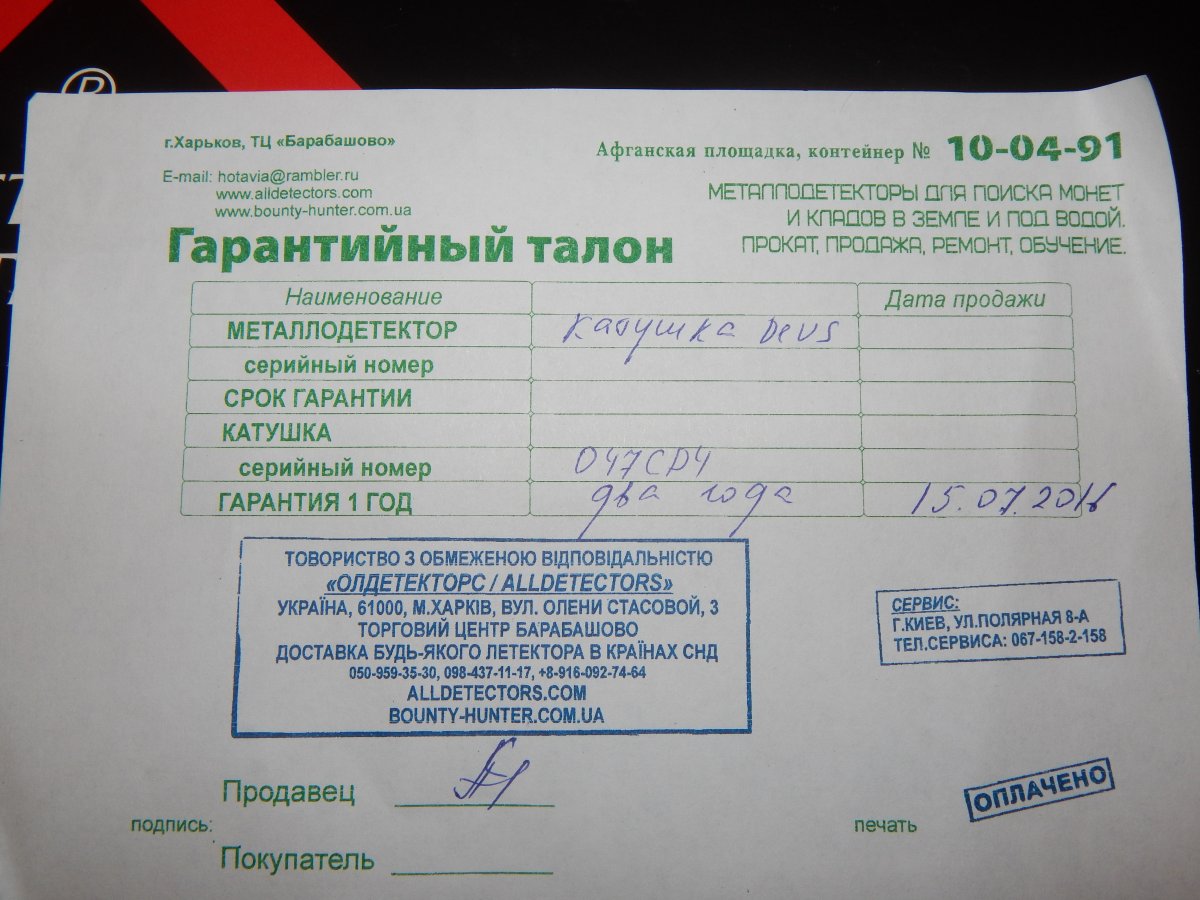 ®
г.Харьков, ТЦ «Барабашово»
Афганская площадка, контейнер № 10-04-91
E-mail: hotavia@rambler.ru
www.alldetectors.com
www.bounty-hunter.com.ua
МЕТАЛЛОДЕТЕКТОРЫ ДЛЯ ПОИСКА МОНЕТ
И КЛАДОВ В ЗЕМЛЕ И ПОД ВОДОЙ.
ПРОКАТ, ПРОДАЖА, РЕМОНТ, ОБУЧЕНИЕ.
Гарантийный талон
Наименование Дата продажи
МЕТАЛЛОДЕТЕКТОР Катушка Deus
серийный номер
СРОК ГАРАНТИИ
КАТУШКА
серийный номер 047CD4
ГАРАНТИЯ 1 ГОД два года 15.07.2016
ТОВОРИСТВО З ОБМЕЖЕНОЮ ВІДПОВІДАЛЬНІСТЮ
«ОЛДЕТЕКТОРС / ALLDETECTORS»
УКРАЇНА, 61000, М.ХАРКІВ, ВУЛ. ОЛЕНИ СТАСОВОЙ, 3
ТОРГОВИЙ ЦЕНТР БАРАБАШОВО
ДОСТАВКА БУДЬ-ЯКОГО ЛЕТЕКТОРА В КРАЇНАХ СНД
050-959-35-30, 098-437-11-17, +8-916-092-74-64
ALLDETECTORS.COM
BOUNTY-HUNTER.COM.UA
СЕРВИС:
Г.КИЕВ, УЛ.ПОЛЯРНАЯ 8-А
ТЕЛ.СЕРВИСА: 067-158-2-158
Продавец
ОПЛАЧЕНО
подпись:
печать
Покупатель